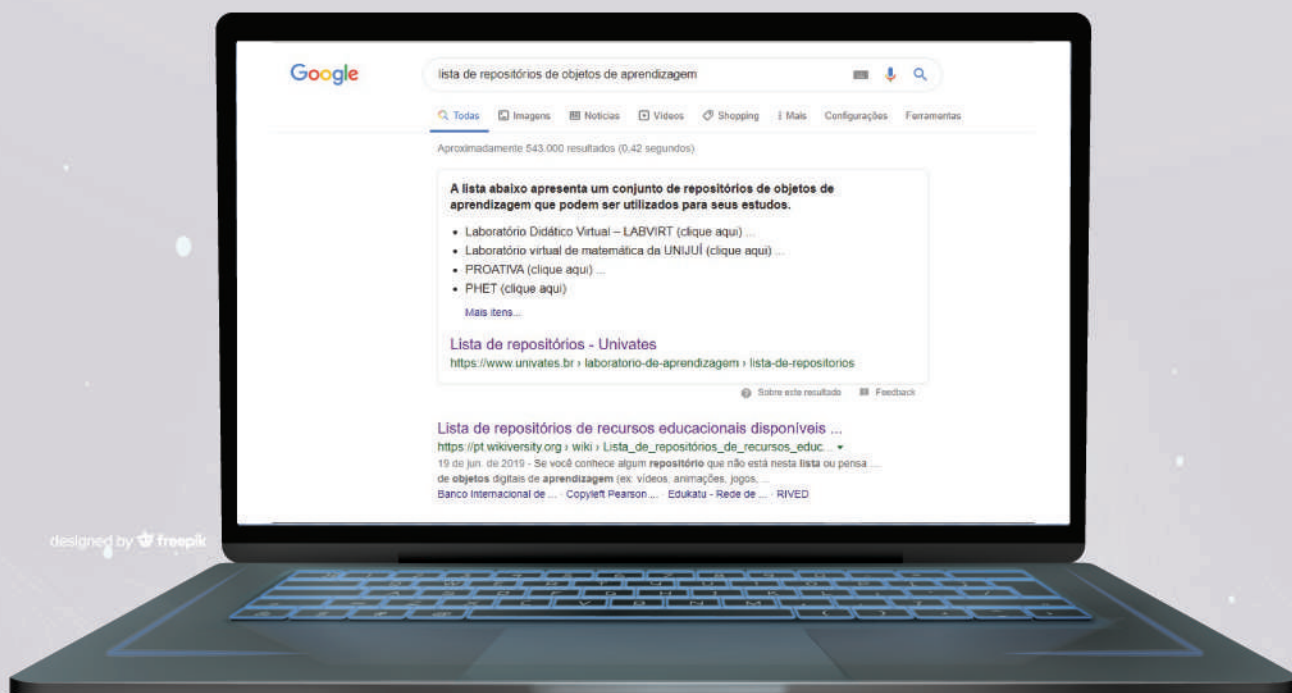 Google
lista de repositórios de objetos de aprendizagem
Todas Imagens Notícias Vídeos Shopping Mais Configurações Ferramentas
Aproximadamente 543.000 resultados (0,42 segundos)
A lista abaixo apresenta um conjunto de repositórios de objetos de
aprendizagem que podem ser utilizados para seus estudos.
• Laboratório Didático Virtual – LABVIRT (clique aqui) ...
• Laboratório virtual de matemática da UNIJUÍ (clique aqui) ...
• PROATIVA (clique aqui) ...
• PHET (clique aqui)
Mais itens...
Lista de repositórios - Univates
https://www.univates.br › laboratorio-de-aprendizagem › lista-de-repositorios
Sobre este resultado Feedback
Lista de repositórios de recursos educacionais disponíveis ...
https://pt.wikiversity.org › wiki › Lista_de_repositórios_de_recursos_educ...
19 de jun. de 2019 - Se você conhece algum repositório que não está nesta lista ou pensa ...
de objetos digitais de aprendizagem (ex: vídeos, animações, jogos, ...
Banco Internacional de ... · Copyleft Pearson ... · Edukatu - Rede de ... · RIVED
designed by freepik